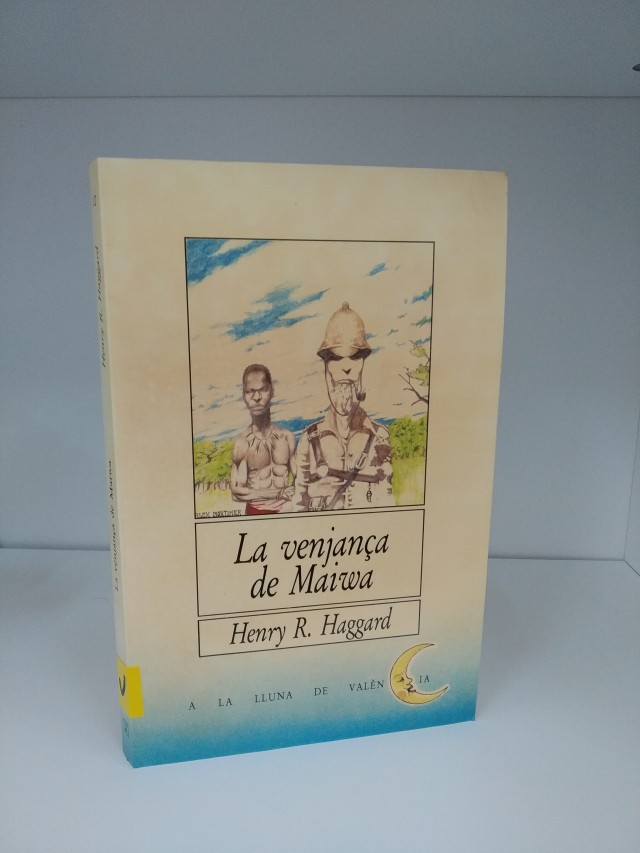 La venjança
de Maiwa
Henry R. Haggard
A LA LLUNA DE VALÈNCIA
Henry R. Haggard
La venjança de Maiwa